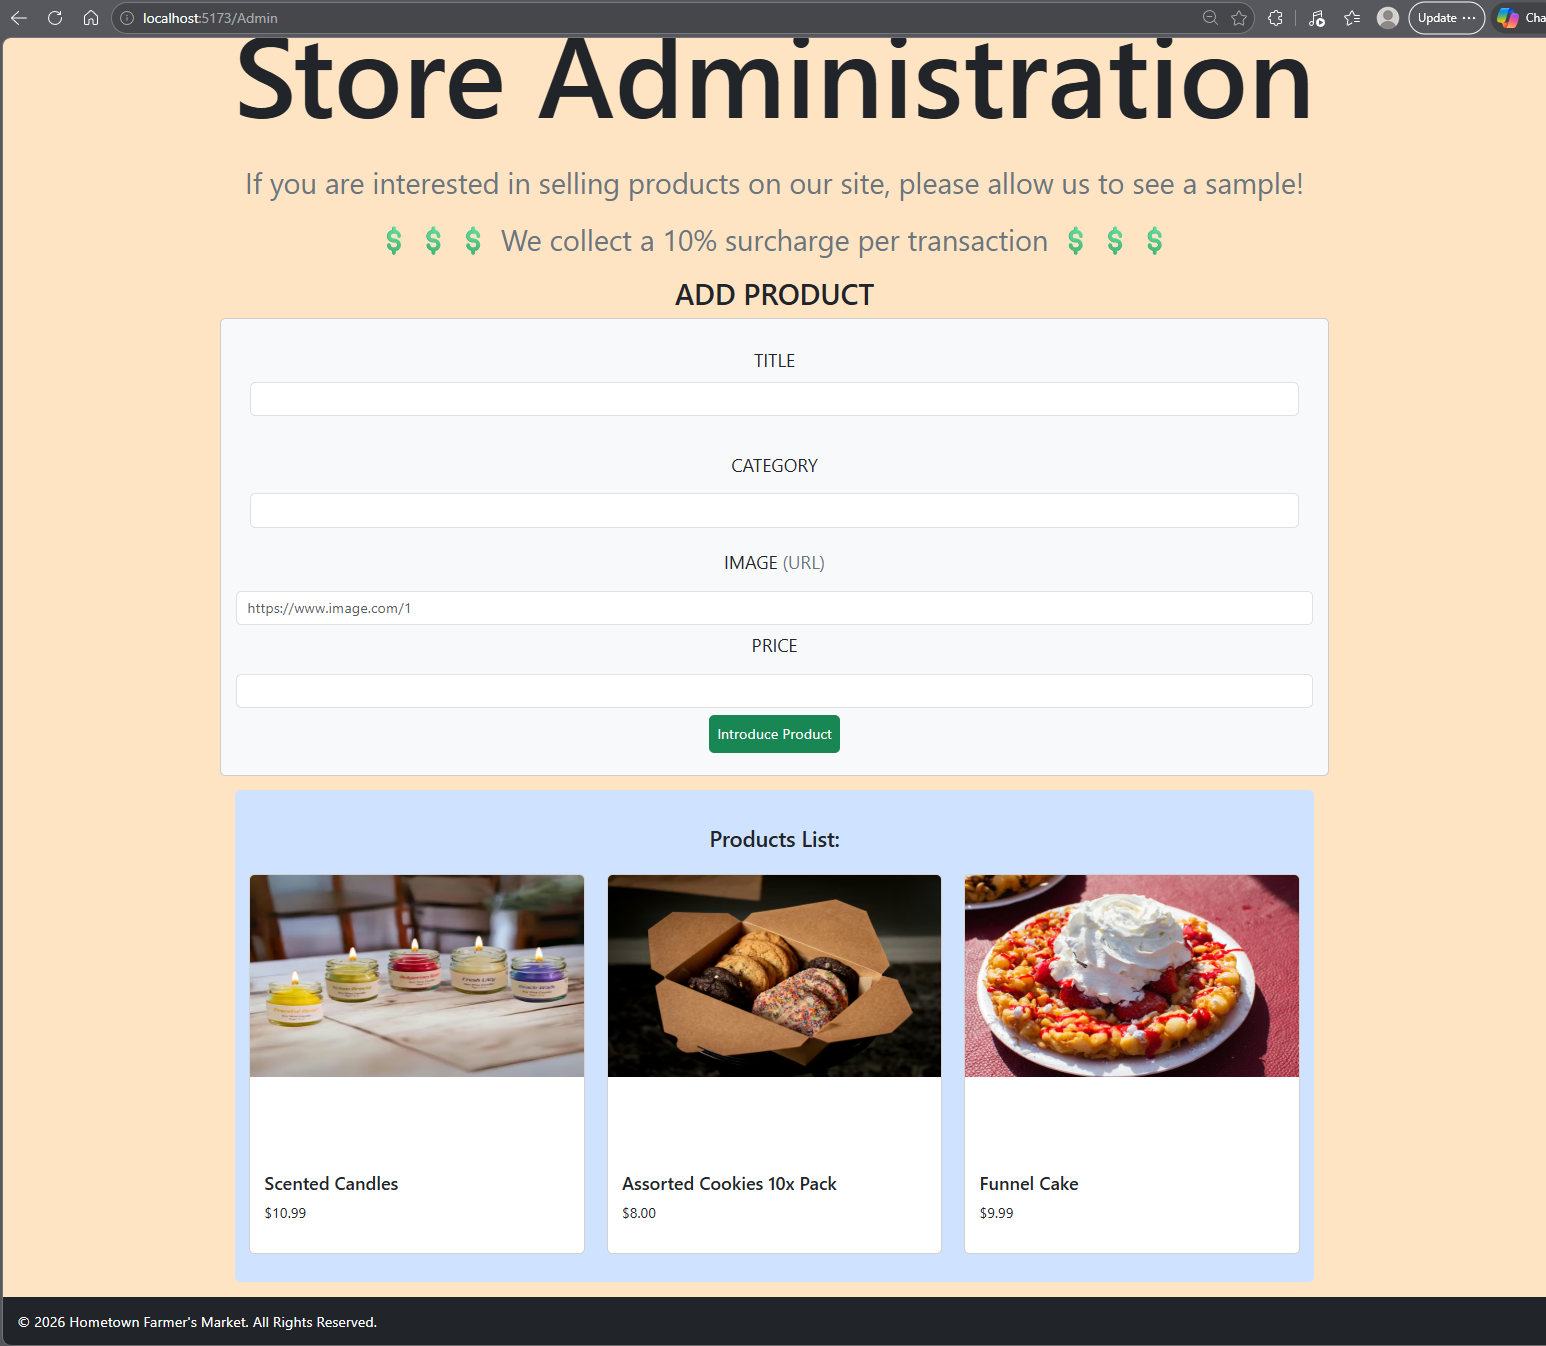 localhost:5173/Admin
Update
Cha
Store Administration
If you are interested in selling products on our site, please allow us to see a sample!
$ $ $ We collect a 10% surcharge per transaction $ $ $
ADD PRODUCT
TITLE
CATEGORY
IMAGE (URL)
https://www.image.com/1
PRICE
Introduce Product
Products List:
Fresh Lily
Scented Candles
$10.99
Assorted Cookies 10x Pack
$8.00
Funnel Cake
$9.99
© 2026 Hometown Farmer's Market. All Rights Reserved.